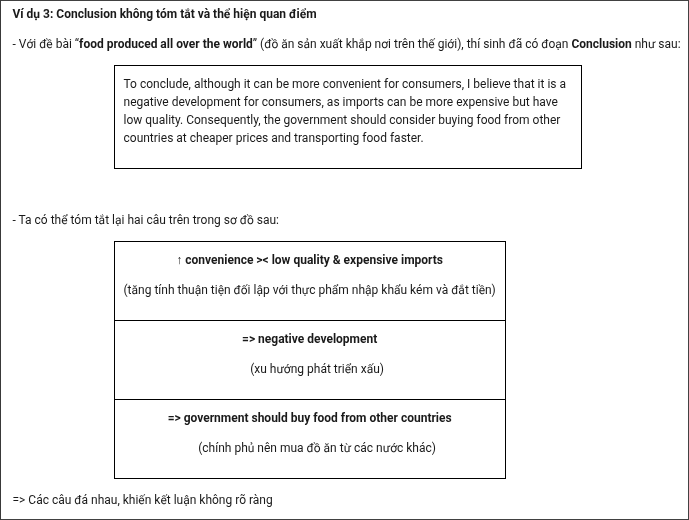 Ví dụ 3: Conclusion không tóm tắt và thể hiện quan điểm
- Với đề bài “food produced all over the world” (đồ ăn sản xuất khắp nơi trên thế giới), thí sinh đã có đoạn Conclusion như sau:
To conclude, although it can be more convenient for consumers, I believe that it is a
negative development for consumers, as imports can be more expensive but have
low quality. Consequently, the government should consider buying food from other
countries at cheaper prices and transporting food faster.
- Ta có thể tóm tắt lại hai câu trên trong sơ đồ sau:
↑ convenience >< low quality & expensive imports
(tăng tính thuận tiện đối lập với thực phẩm nhập khẩu kém và đắt tiền)
=> negative development
(xu hướng phát triển xấu)
=> government should buy food from other countries
(chính phủ nên mua đồ ăn từ các nước khác)
=> Các câu đá nhau, khiến kết luận không rõ ràng